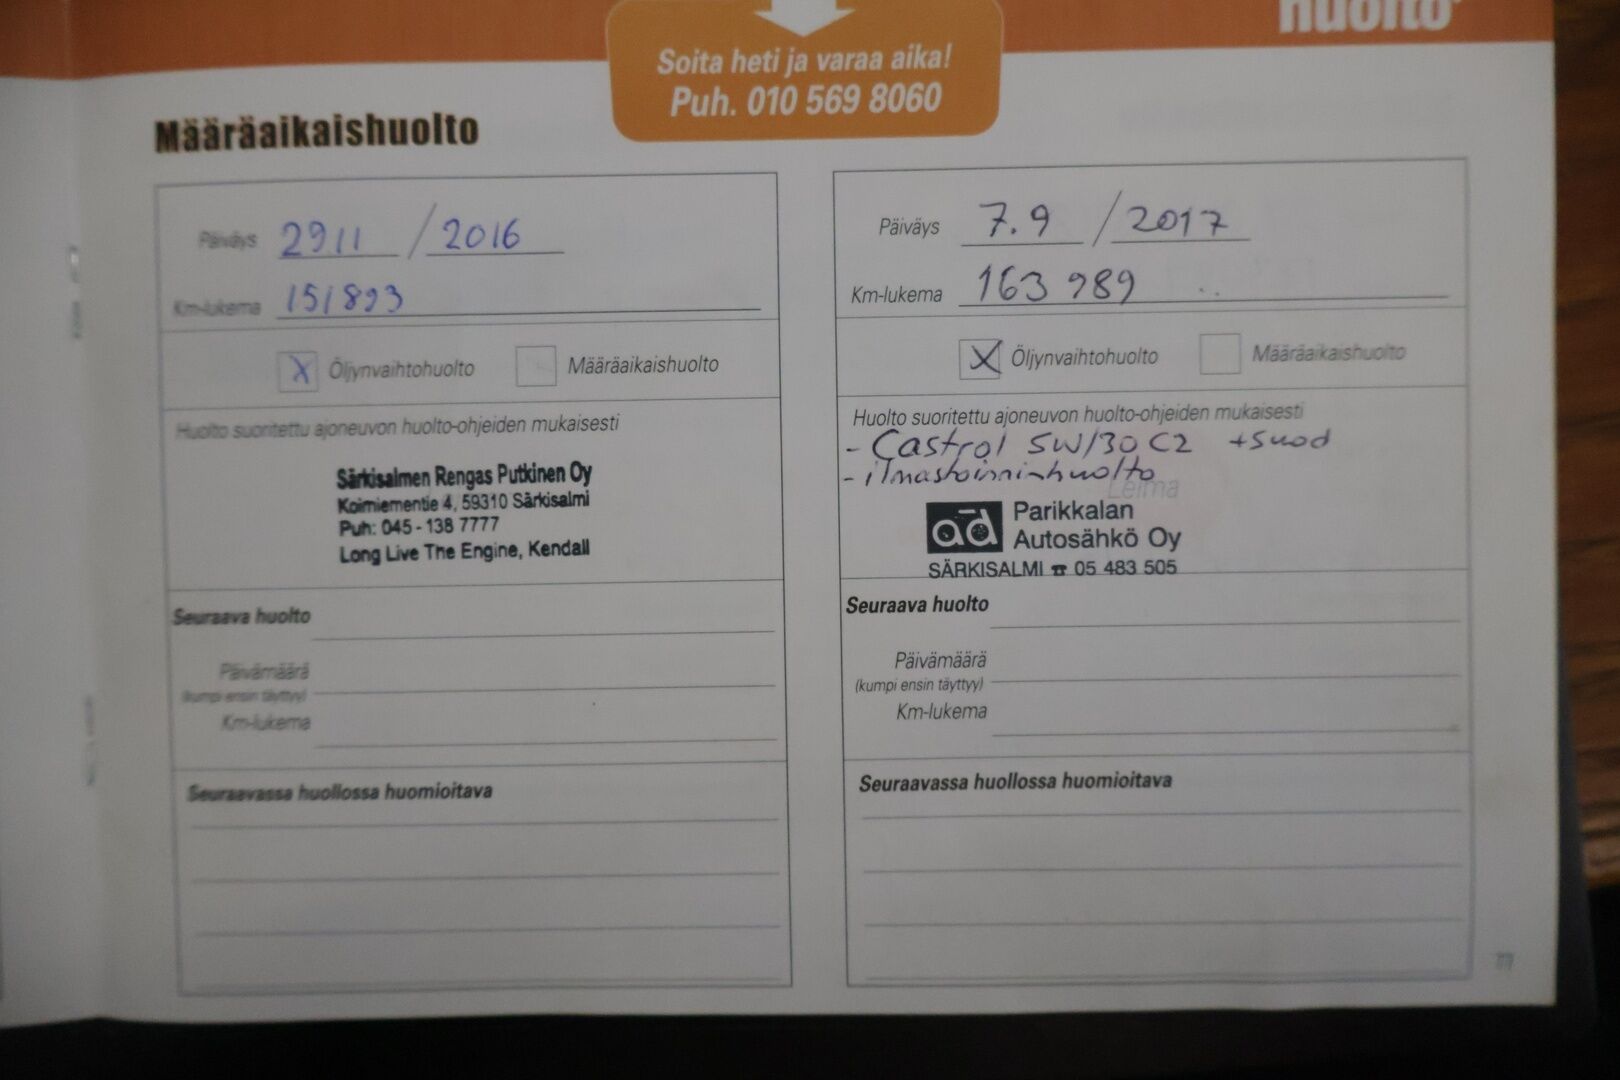 huolto
Soita heti ja varaa aika!
Puh. 010 569 8060
Määräaikaishuolto
Päiväys 29 11 / 2016
Km-lukema 151893
X Öljynvaihtohuolto Määräaikaishuolto
Huolto suoritettu ajoneuvon huolto-ohjeiden mukaisesti
Särkisalmen Rengas Putkinen Oy
Koirniementie 4, 59310 Särkisalmi
Puh: 045 - 138 7777
Long Live The Engine, Kendall
Seuraava huolto
Päivämäärä
(kumpi ensin täyttyy)
Km-lukema
Seuraavassa huollossa huomioitava
Päiväys 7.9 / 2017
Km-lukema 163 989
X Öljynvaihtohuolto Määräaikaishuolto
Huolto suoritettu ajoneuvon huolto-ohjeiden mukaisesti
- Castrol 5W/30 C2 +suod
- ilmastoinninhuolto
Leima
ad Parikkalan
Autosähkö Oy
SÄRKISALMI ☎ 05 483 505
Seuraava huolto
Päivämäärä
(kumpi ensin täyttyy)
Km-lukema
Seuraavassa huollossa huomioitava